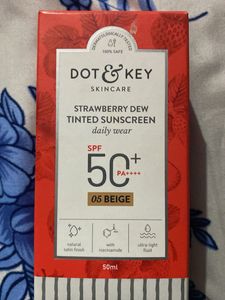 DERMATOLOGICALLY TESTED
100% SAFE
DOT & KEY
SKINCARE
STRAWBERRY DEW
TINTED SUNSCREEN
daily wear
SPF
50+
PA++++
05 BEIGE
natural
satin finish
with
niacinamide
ultra-light
fluid
50ml